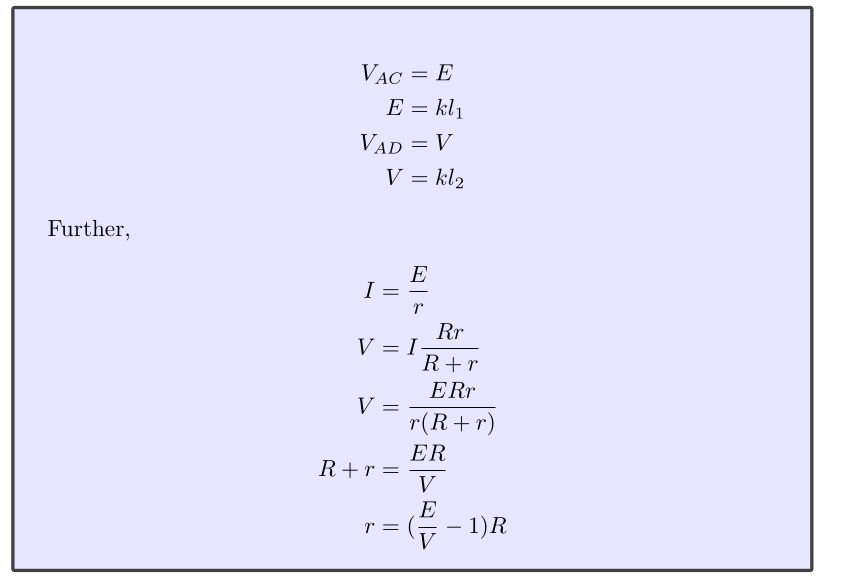 V_{AC} = E
E = kl_1
V_{AD} = V
V = kl_2
Further,
I = \frac{E}{r}
V = I\frac{Rr}{R + r}
V = \frac{ERr}{r(R + r)}
R + r = \frac{ER}{V}
r = (\frac{E}{V} - 1)R